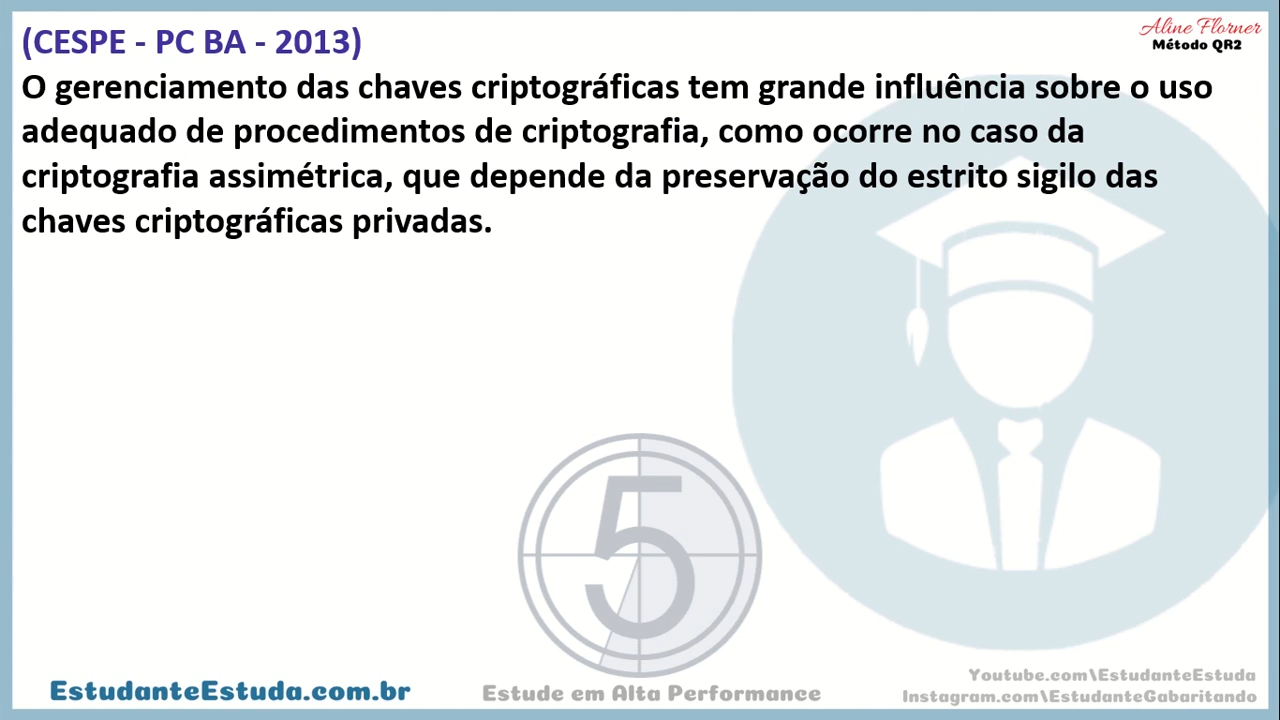 (CESPE - PC BA - 2013)
Aline Florner
Método QR2
O gerenciamento das chaves criptográficas tem grande influência sobre o uso
adequado de procedimentos de criptografia, como ocorre no caso da
criptografia assimétrica, que depende da preservação do estrito sigilo das
chaves criptográficas privadas.
5
EstudanteEstuda.com.br
Estude em Alta Performance
Youtube.com\EstudanteEstuda
Instagram.com\EstudanteGabaritando